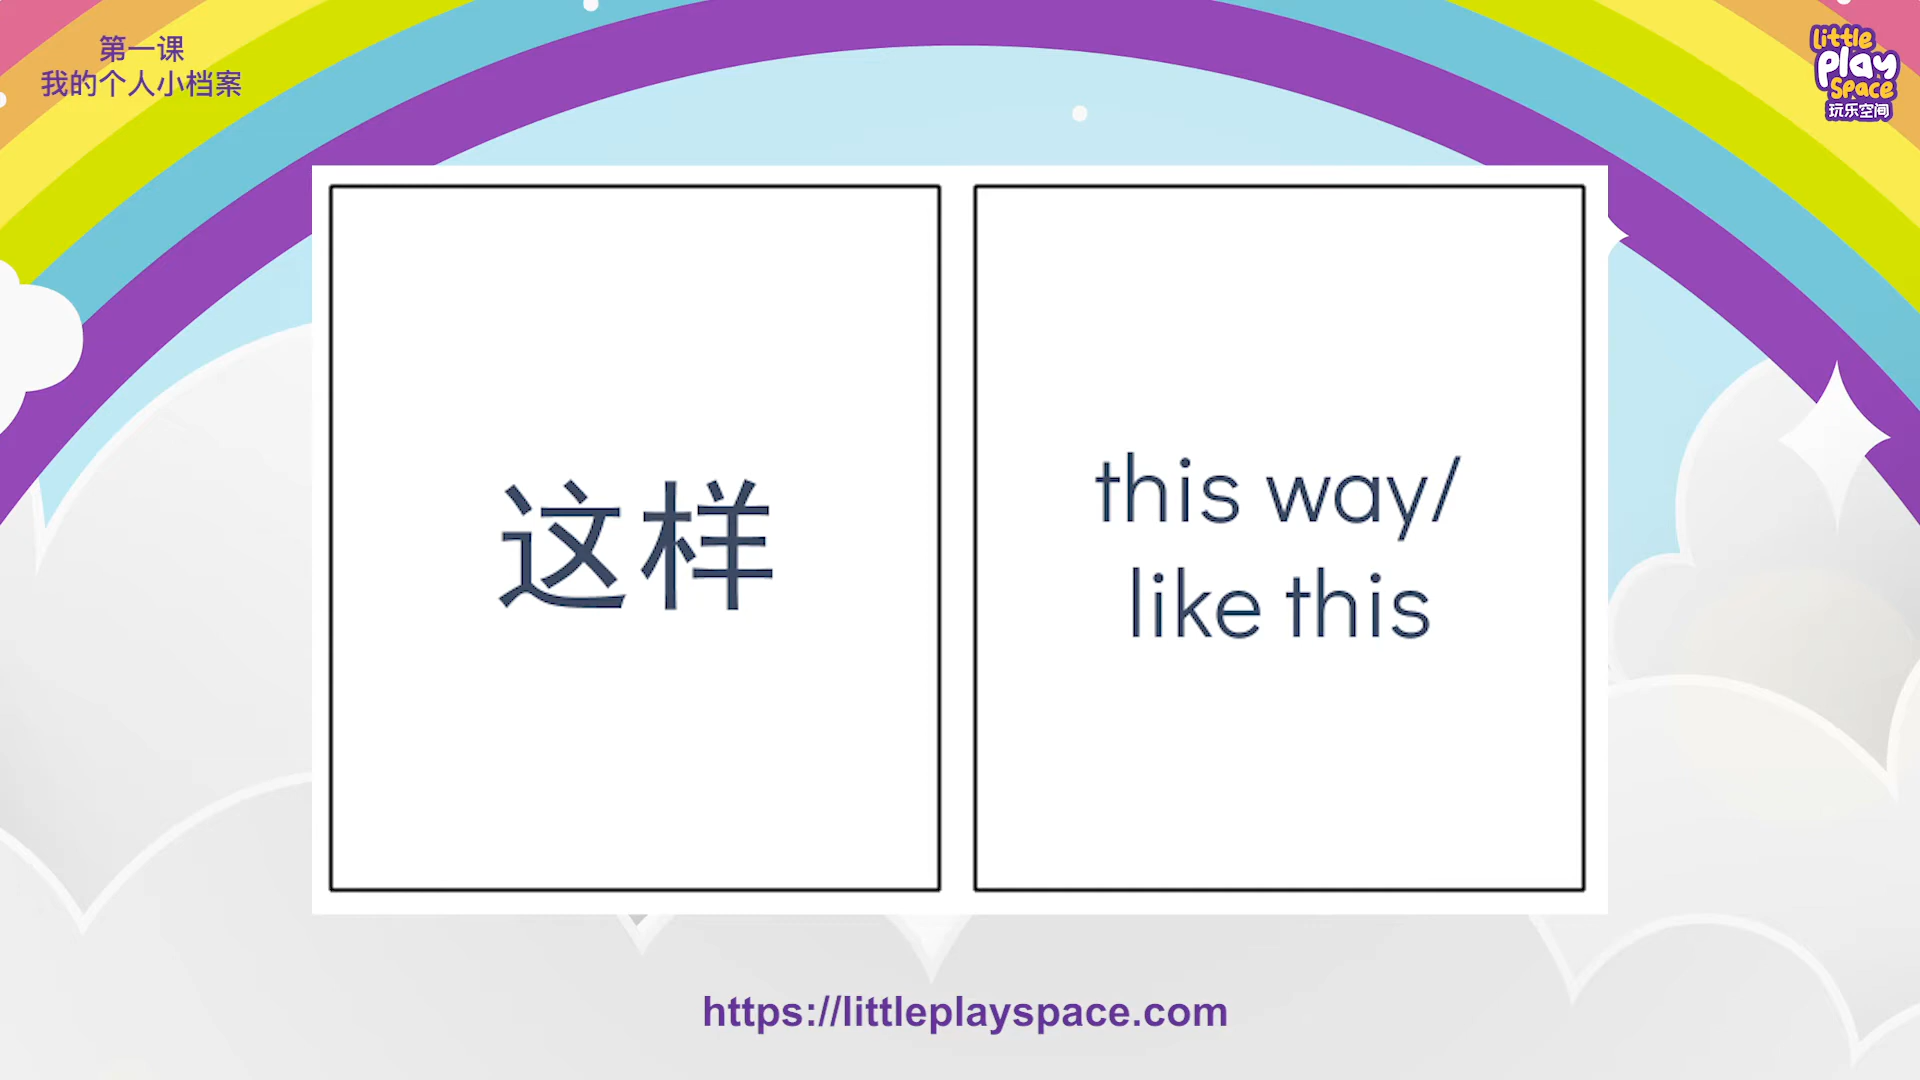 第一课
我的个人小档案
little
play
space
玩乐空间
这样
this way/
like this
https://littleplayspace.com